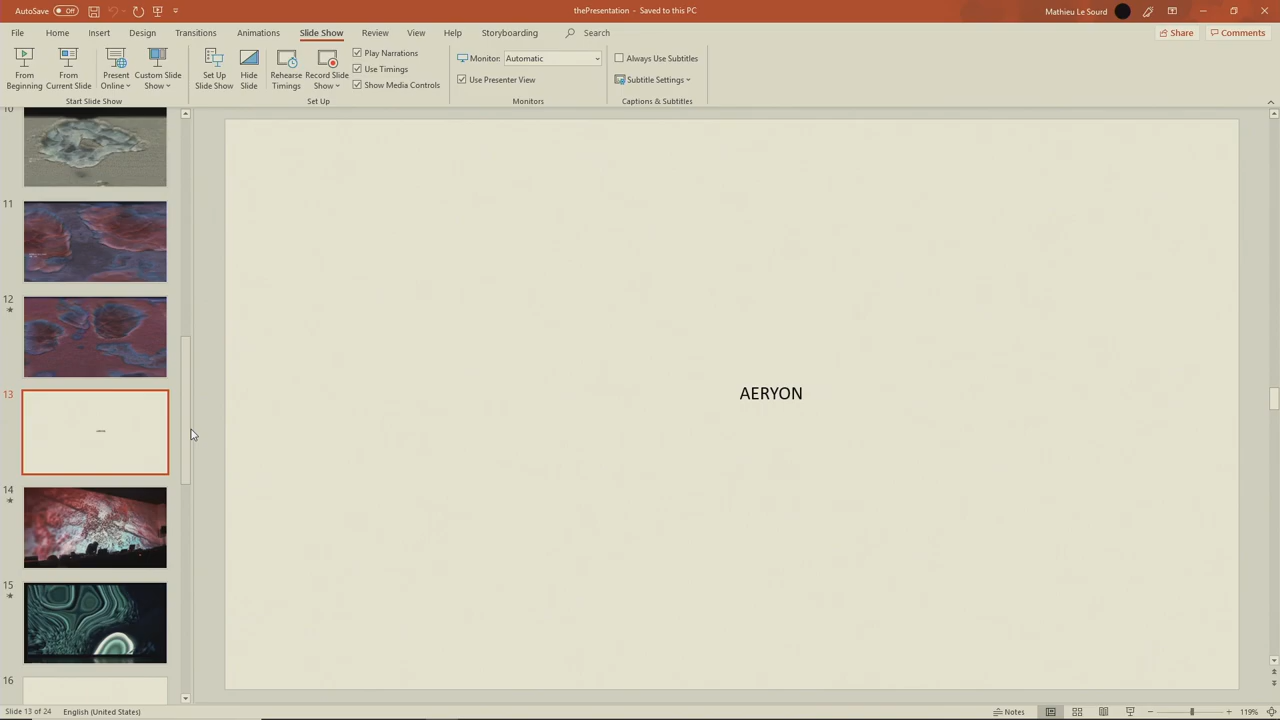 AutoSave Off
thePresentation - Saved to this PC
Mathieu Le Sourd
File Home Insert Design Transitions Animations Slide Show Review View Help Storyboarding Search
Share Comments
From Beginning
From Current Slide
Present Online
Custom Slide Show
Start Slide Show
Set Up Slide Show
Hide Slide
Rehearse Timings
Record Slide Show
Play Narrations
Use Timings
Show Media Controls
Set Up
Monitor: Automatic
Use Presenter View
Monitors
Always Use Subtitles
Subtitle Settings
Captions & Subtitles
10
11
12
13
14
15
16
AERYON
Slide 13 of 24 English (United States)
Notes
119%